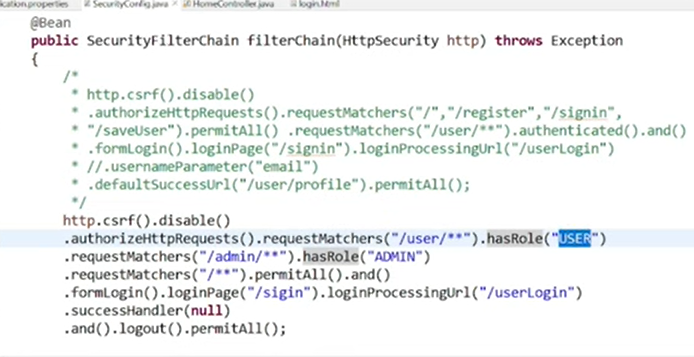 ication.properties SecurityConfig.java HomeController.java login.html
@Bean
public SecurityFilterChain filterChain(HttpSecurity http) throws Exception
{
/*
* http.csrf().disable()
* .authorizeHttpRequests().requestMatchers("/","/register","/signin",
* "/saveUser").permitAll() .requestMatchers("/user/**").authenticated().and()
* .formLogin().loginPage("/signin").loginProcessingUrl("/userLogin")
* //.usernameParameter("email")
* .defaultSuccessUrl("/user/profile").permitAll();
*/
http.csrf().disable()
.authorizeHttpRequests().requestMatchers("/user/**").hasRole("USER")
.requestMatchers("/admin/**").hasRole("ADMIN")
.requestMatchers("/**").permitAll().and()
.formLogin().loginPage("/sigin").loginProcessingUrl("/userLogin")
.successHandler(null)
.and().logout().permitAll();